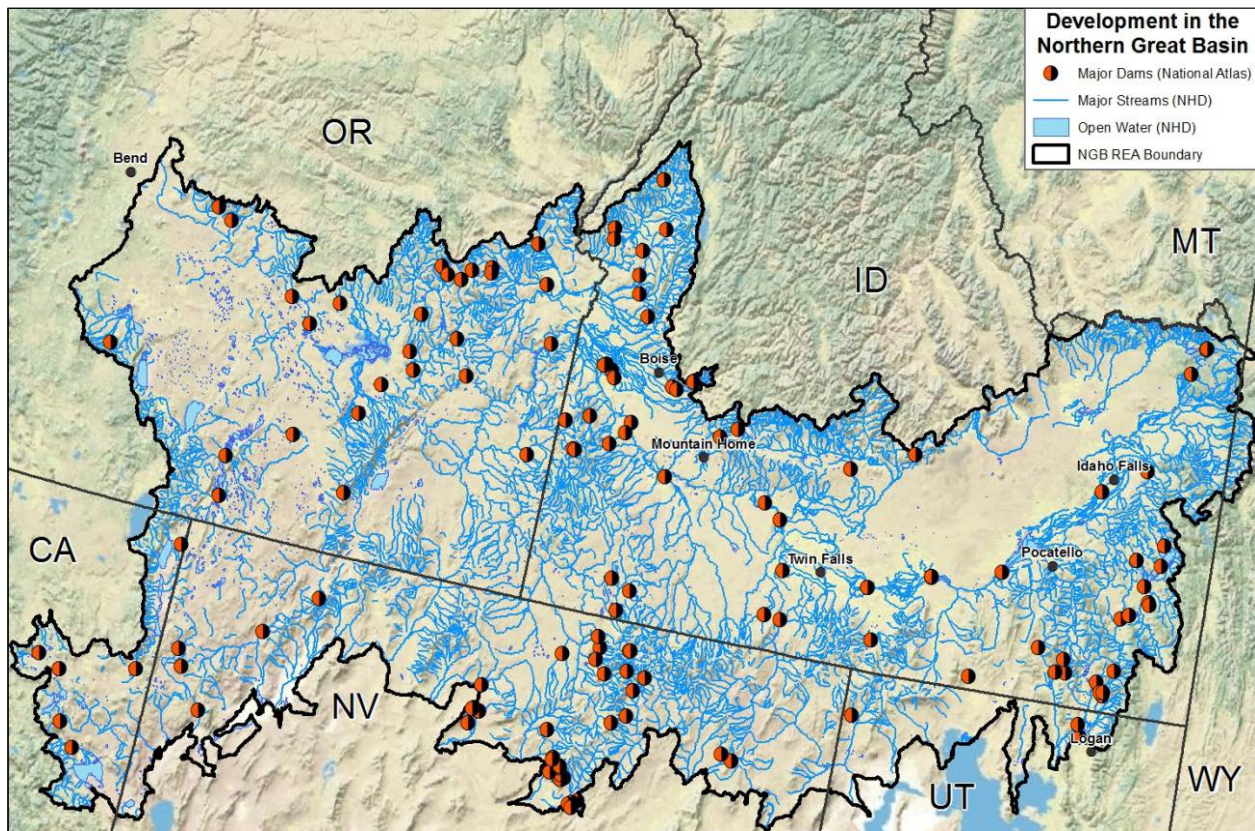 Development in the
Northern Great Basin
Major Dams (National Atlas)
Major Streams (NHD)
Open Water (NHD)
NGB REA Boundary
OR
Bend
MT
ID
Boise
Mountain Home
Idaho Falls
CA
Twin Falls
Pocatello
NV
Logan
UT
WY